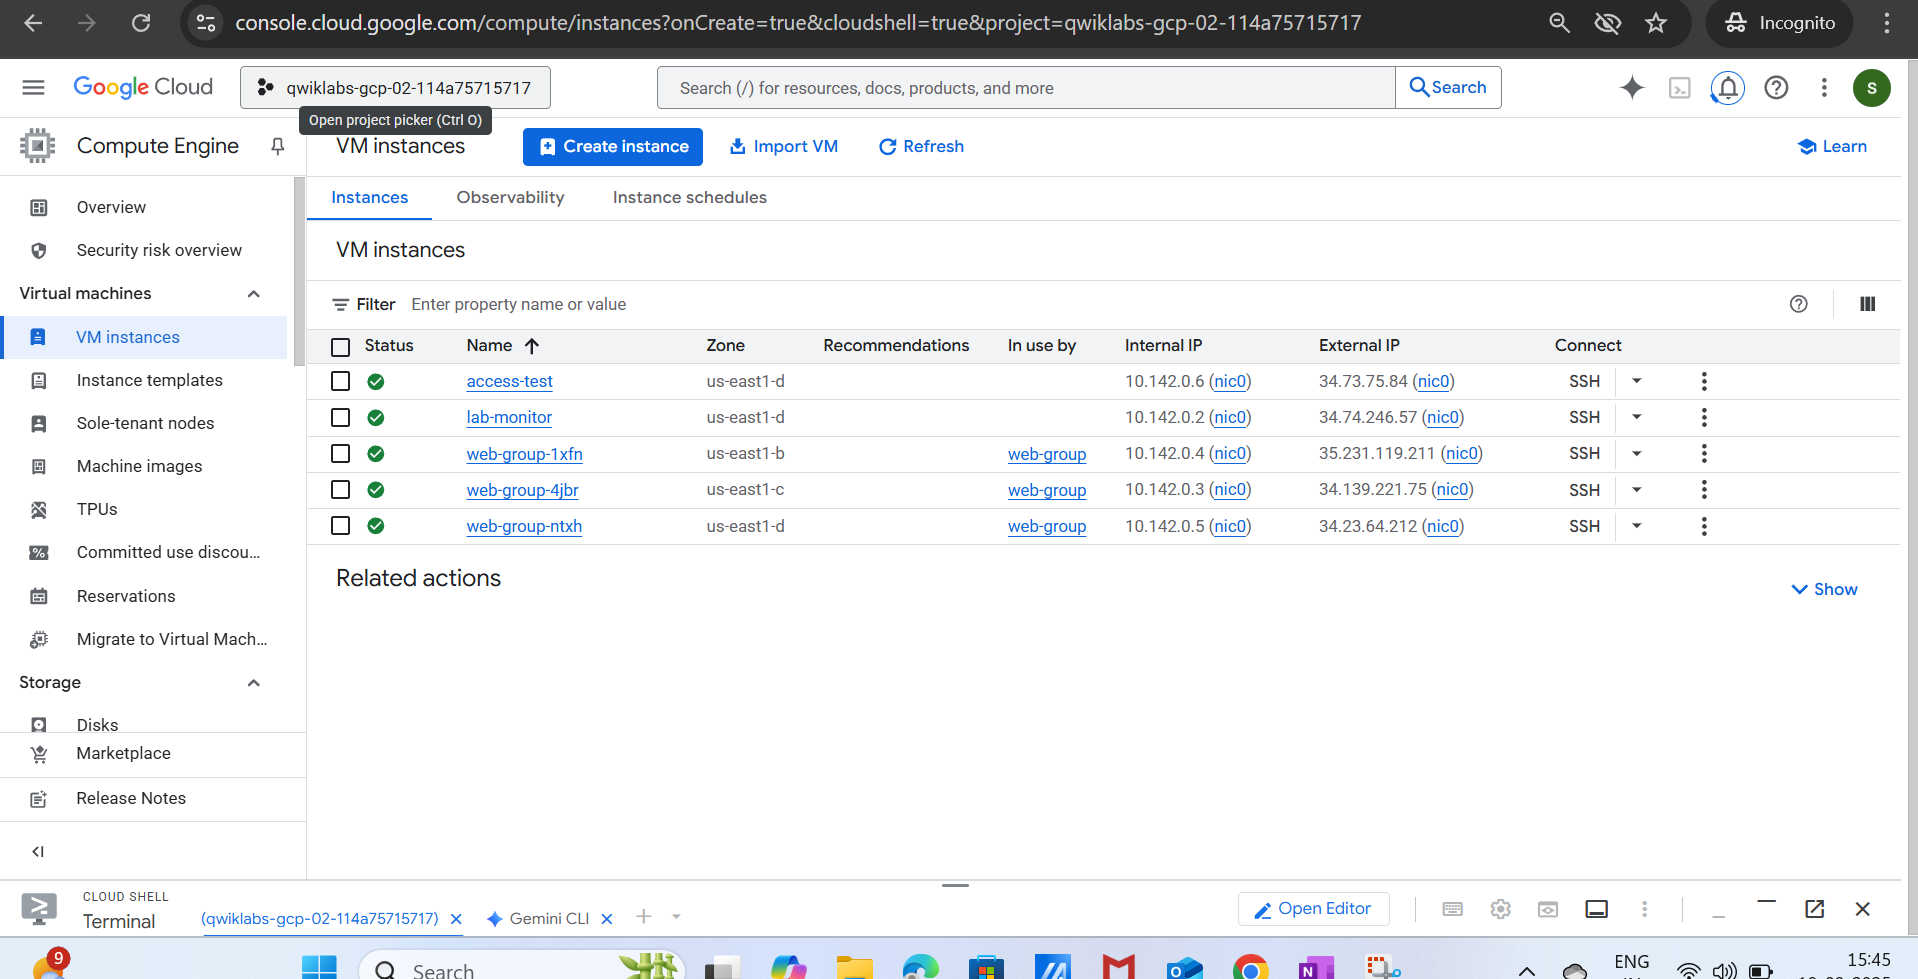 console.cloud.google.com/compute/instances?onCreate=true&cloudshell=true&project=qwiklabs-gcp-02-114a75715717
Incognito
Google Cloud
qwiklabs-gcp-02-114a75715717
Search (/) for resources, docs, products, and more
Search
S
Open project picker (Ctrl O)
Compute Engine
VM instances
Create instance
Import VM
Refresh
Learn
Overview
Security risk overview
Virtual machines
VM instances
Instance templates
Sole-tenant nodes
Machine images
TPUs
Committed use discou...
Reservations
Migrate to Virtual Mach...
Storage
Disks
Marketplace
Release Notes
Instances Observability Instance schedules
VM instances
Filter Enter property name or value
Status Name Zone Recommendations In use by Internal IP External IP Connect
access-test us-east1-d 10.142.0.6 (nic0) 34.73.75.84 (nic0) SSH
lab-monitor us-east1-d 10.142.0.2 (nic0) 34.74.246.57 (nic0) SSH
web-group-1xfn us-east1-b web-group 10.142.0.4 (nic0) 35.231.119.211 (nic0) SSH
web-group-4jbr us-east1-c web-group 10.142.0.3 (nic0) 34.139.221.75 (nic0) SSH
web-group-ntxh us-east1-d web-group 10.142.0.5 (nic0) 34.23.64.212 (nic0) SSH
Related actions
Show
CLOUD SHELL
Terminal
(qwiklabs-gcp-02-114a75715717)
Gemini CLI
Open Editor
9
Search
ENG
15:45